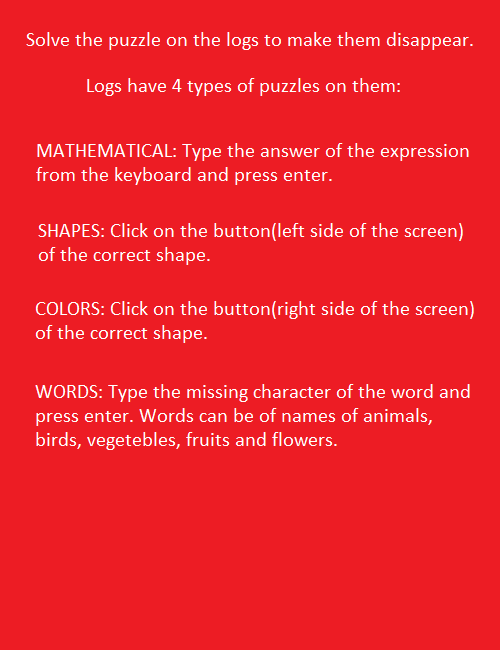 Solve the puzzle on the logs to make them disappear.
Logs have 4 types of puzzles on them:
MATHEMATICAL: Type the answer of the expression
from the keyboard and press enter.
SHAPES: Click on the button(left side of the screen)
of the correct shape.
COLORS: Click on the button(right side of the screen)
of the correct shape.
WORDS: Type the missing character of the word and
press enter. Words can be of names of animals,
birds, vegetebles, fruits and flowers.